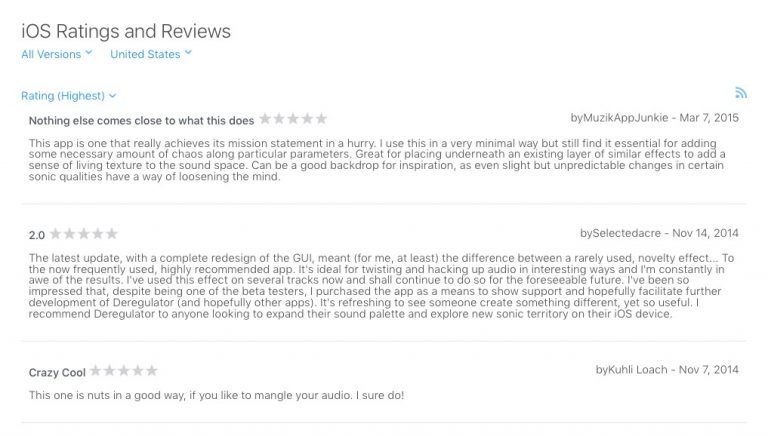 iOS Ratings and Reviews
All Versions United States
Rating (Highest)
Nothing else comes close to what this does byMuzikAppJunkie - Mar 7, 2015
This app is one that really achieves its mission statement in a hurry. I use this in a very minimal way but still find it essential for adding
some necessary amount of chaos along particular parameters. Great for placing underneath an existing layer of similar effects to add a
sense of living texture to the sound space. Can be a good backdrop for inspiration, as even slight but unpredictable changes in certain
sonic qualities have a way of loosening the mind.
2.0 bySelectedacre - Nov 14, 2014
The latest update, with a complete redesign of the GUI, meant (for me, at least) the difference between a rarely used, novelty effect... To
the now frequently used, highly recommended app. It's ideal for twisting and hacking up audio in interesting ways and I'm constantly in
awe of the results. I've used this effect on several tracks now and shall continue to do so for the foreseeable future. I've been so
impressed that, despite being one of the beta testers, I purchased the app as a means to show support and hopefully facilitate further
development of Deregulator (and hopefully other apps). It's refreshing to see someone create something different, yet so useful. I
recommend Deregulator to anyone looking to expand their sound palette and explore new sonic territory on their iOS device.
Crazy Cool byKuhli Loach - Nov 7, 2014
This one is nuts in a good way, if you like to mangle your audio. I sure do!